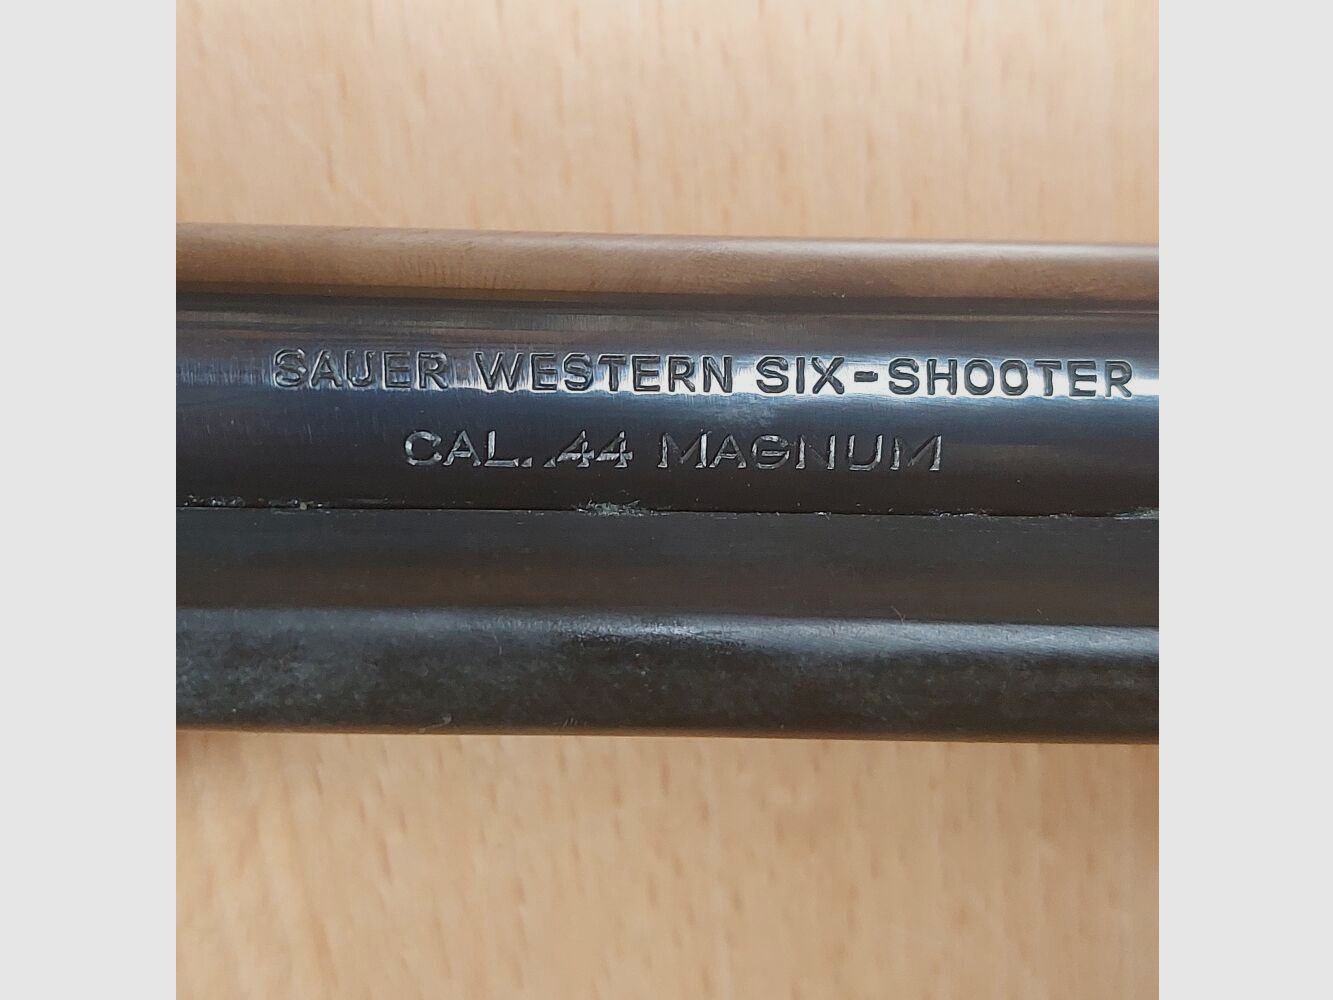 SAUER WESTERN SIX-SHOOTER
CAL. .44 MAGNUM